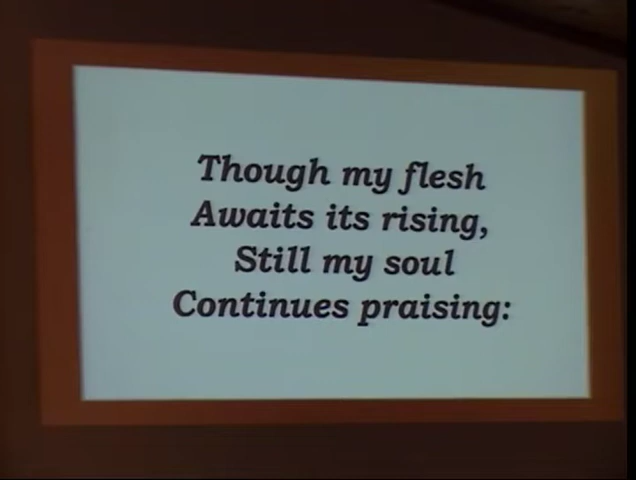 Though my flesh
Awaits its rising,
Still my soul
Continues praising: